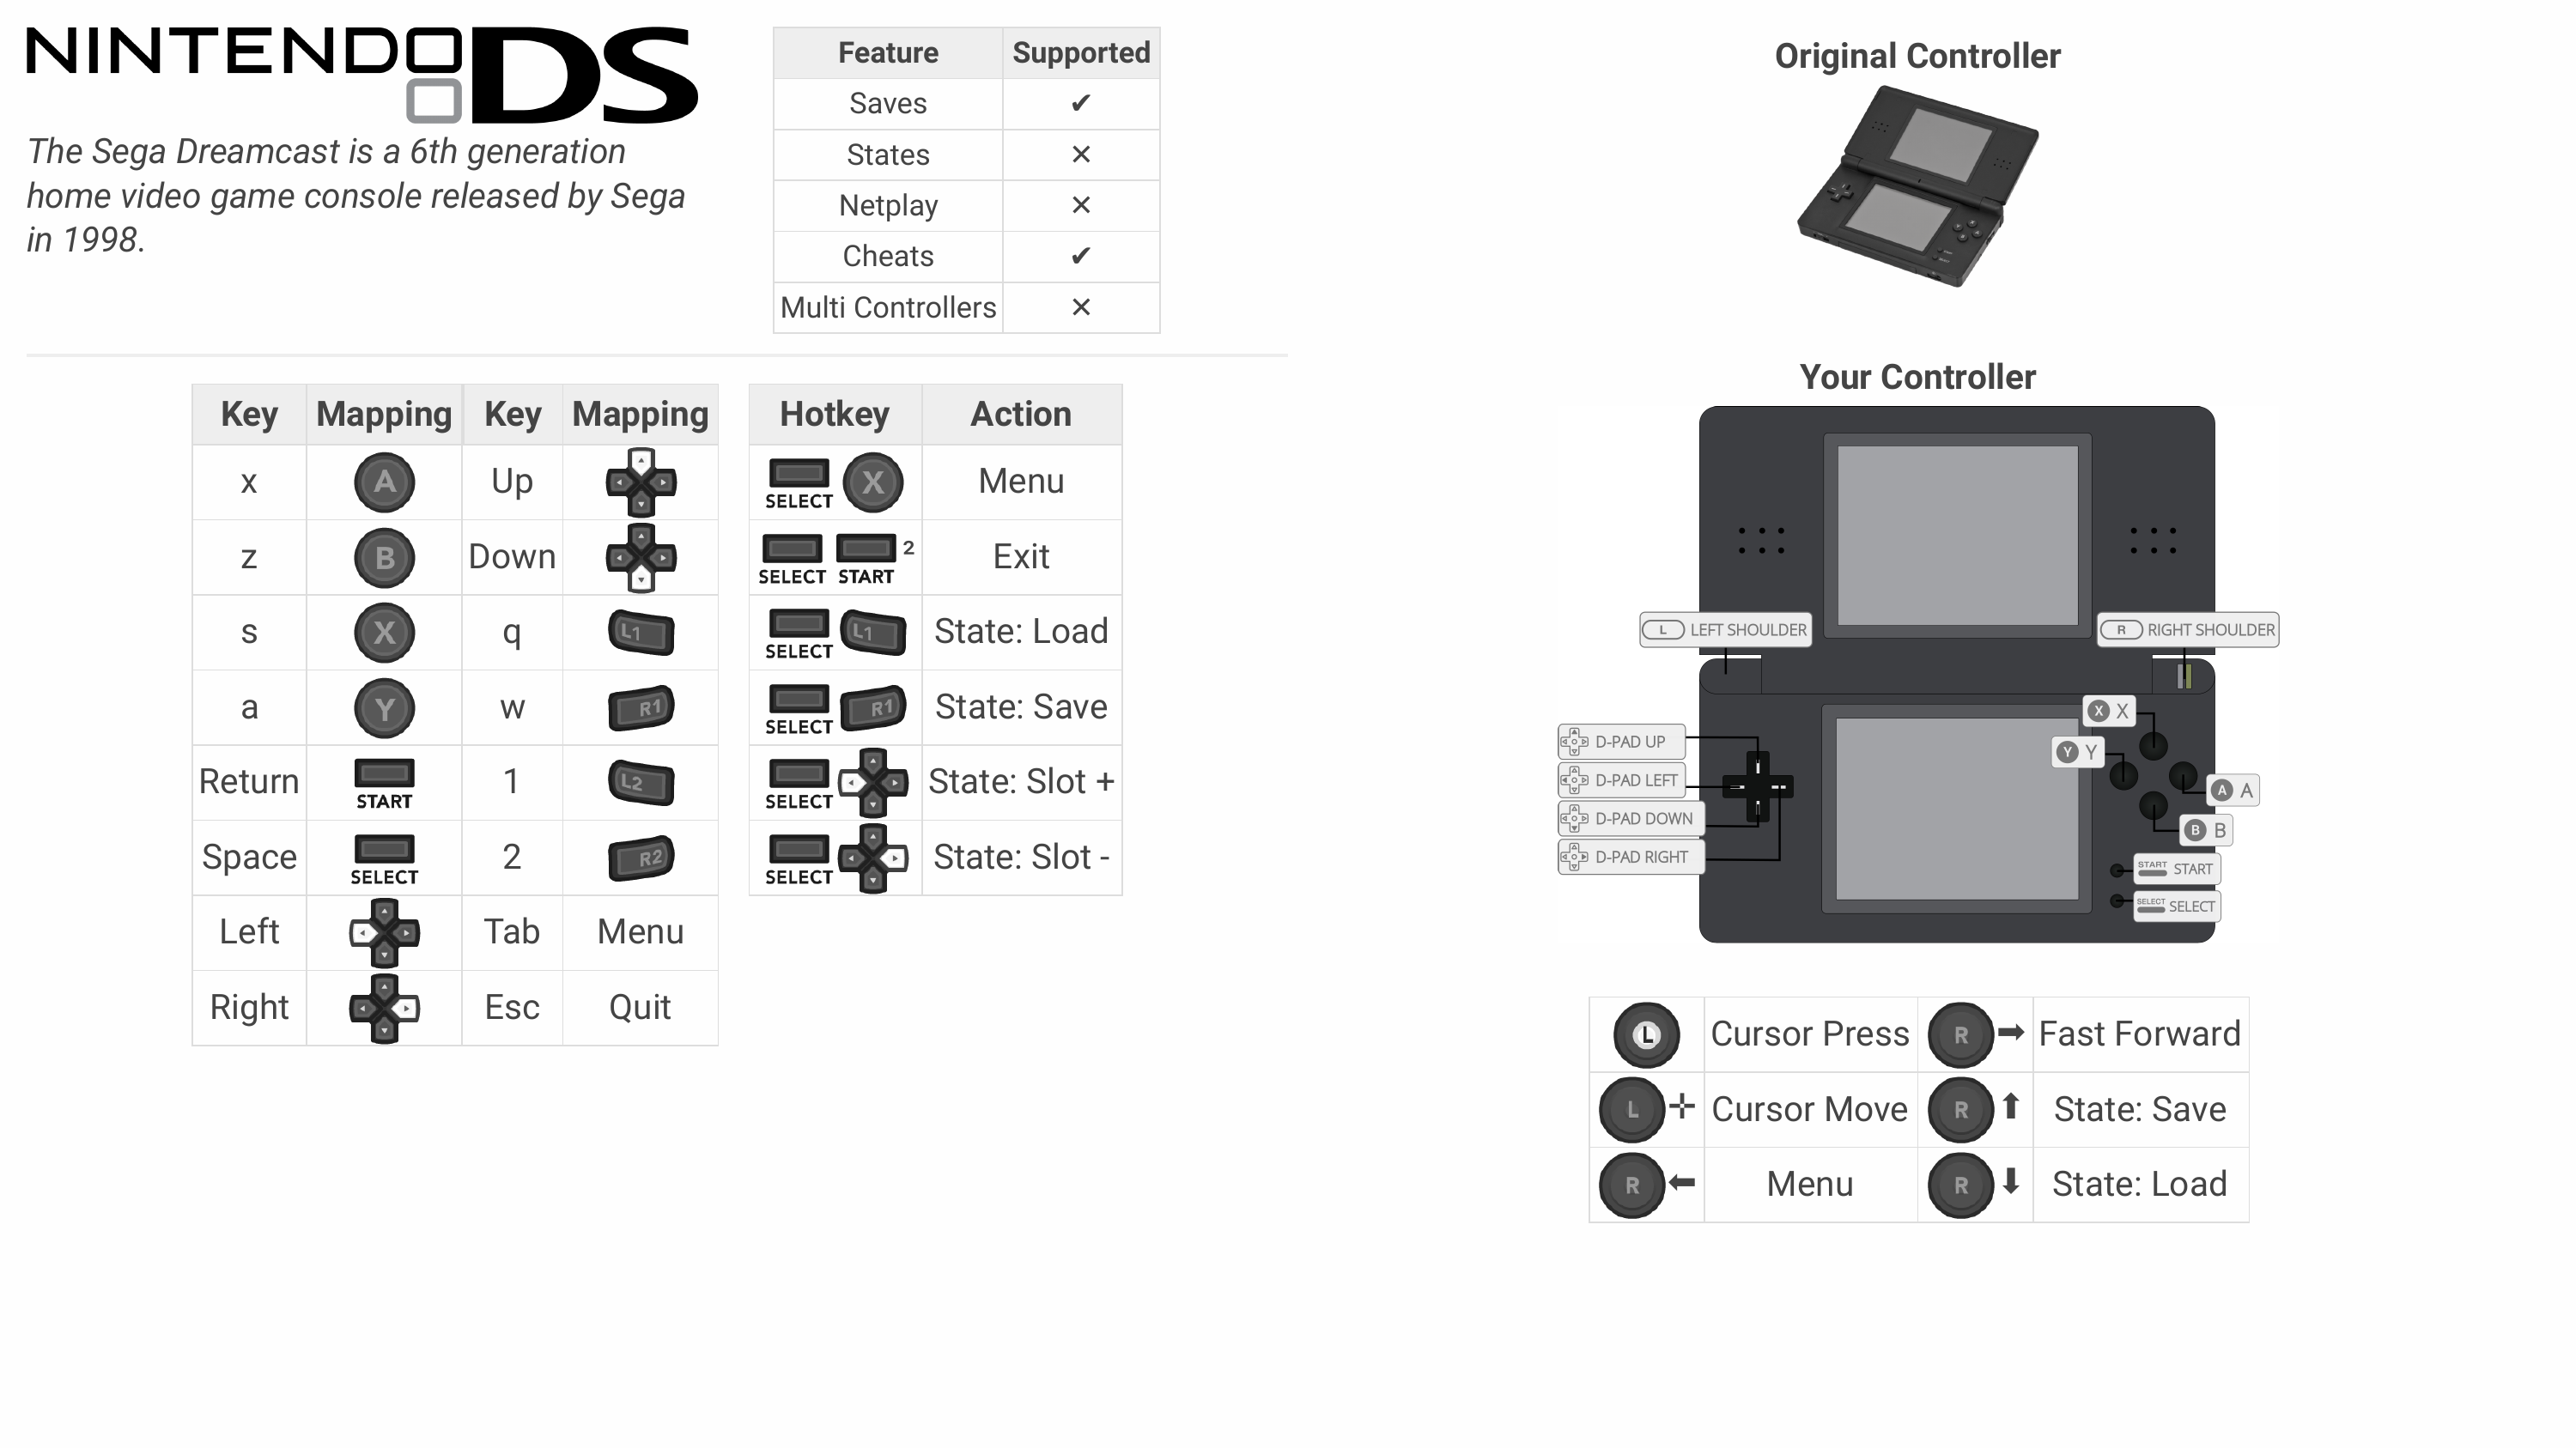 NINTENDO DS
The Sega Dreamcast is a 6th generation
home video game console released by Sega
in 1998.
Feature Supported
Saves ✔
States ✕
Netplay ✕
Cheats ✔
Multi Controllers ✕
Key Mapping Key Mapping
x A Up
z B Down
s X q L1
a Y w R1
Return START 1 L2
Space SELECT 2 R2
Left Tab Menu
Right Esc Quit
Hotkey Action
SELECT X Menu
SELECT START 2 Exit
SELECT L1 State: Load
SELECT R1 State: Save
SELECT State: Slot +
SELECT State: Slot -
Original Controller
Your Controller
L LEFT SHOULDER
R RIGHT SHOULDER
X X
Y Y
D-PAD UP
D-PAD LEFT
A A
D-PAD DOWN
B B
D-PAD RIGHT
START START
SELECT SELECT
L Cursor Press R ➡ Fast Forward
L Cursor Move R ⬆ State: Save
R ⬅ Menu R ⬇ State: Load